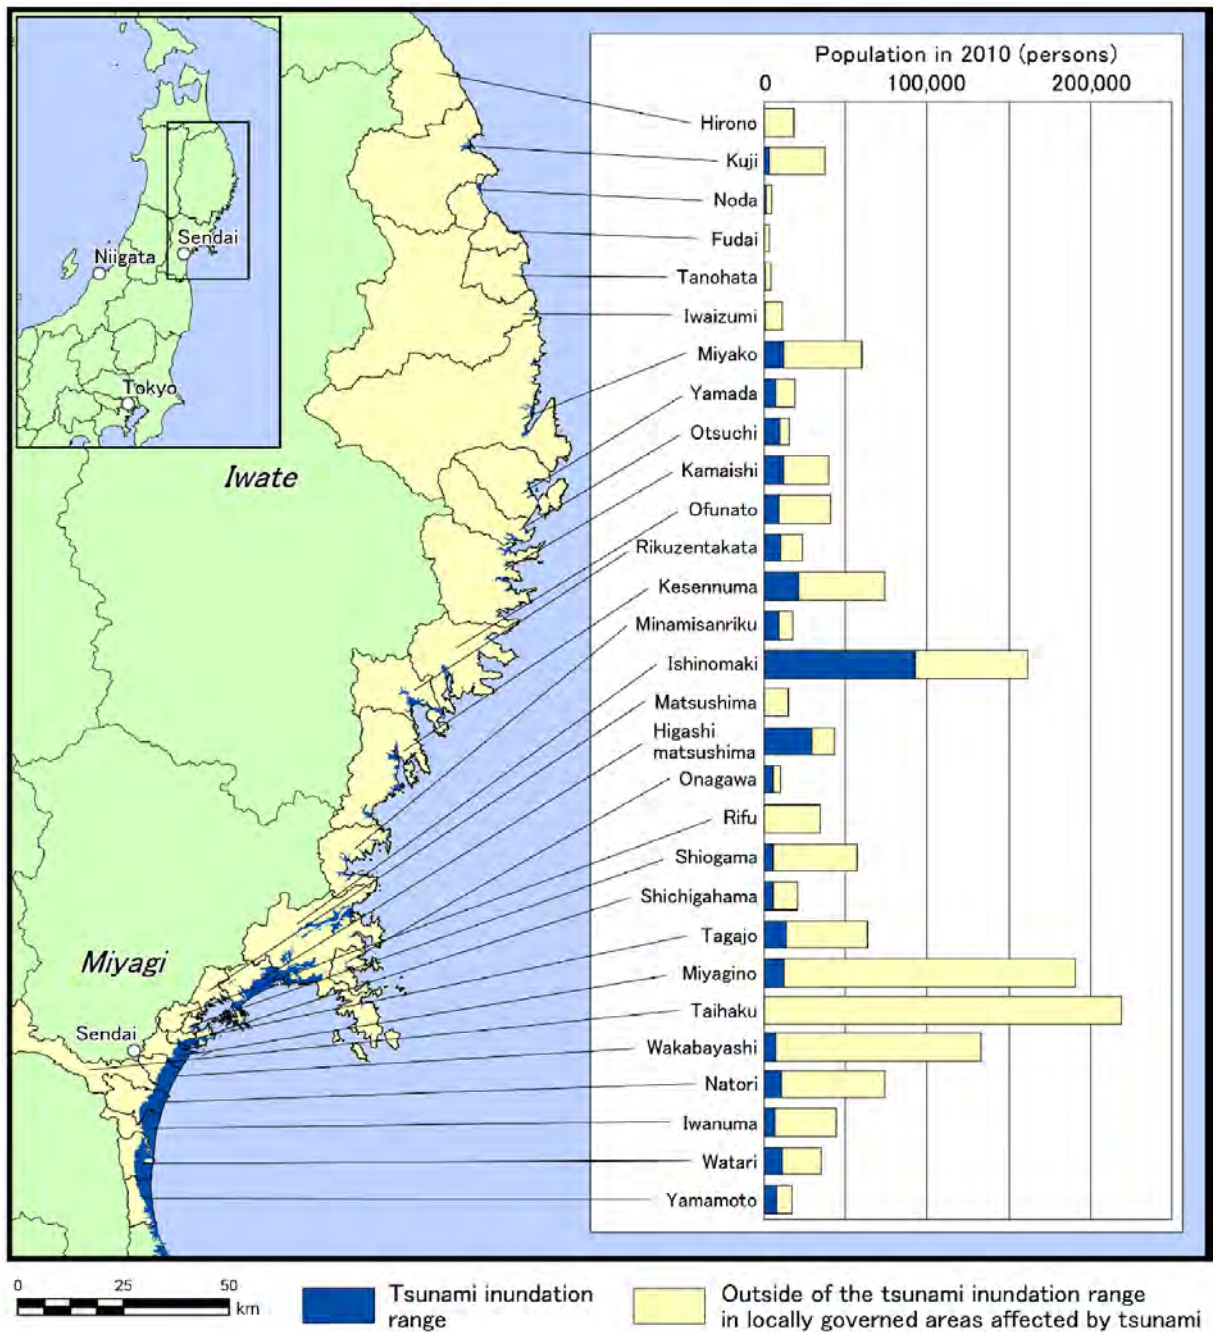 Population in 2010 (persons)
0 100,000 200,000
Niigata
Sendai
Tokyo
Iwate
Miyagi
Sendai
Hirono
Kuji
Noda
Fudai
Tanohata
Iwaizumi
Miyako
Yamada
Otsuchi
Kamaishi
Ofunato
Rikuzentakata
Kesennuma
Minamisanriku
Ishinomaki
Matsushima
Higashi
matsushima
Onagawa
Rifu
Shiogama
Shichigahama
Tagajo
Miyagino
Taihaku
Wakabayashi
Natori
Iwanuma
Watari
Yamamoto
0 25 50
km
Tsunami inundation
range
Outside of the tsunami inundation range
in locally governed areas affected by tsunami